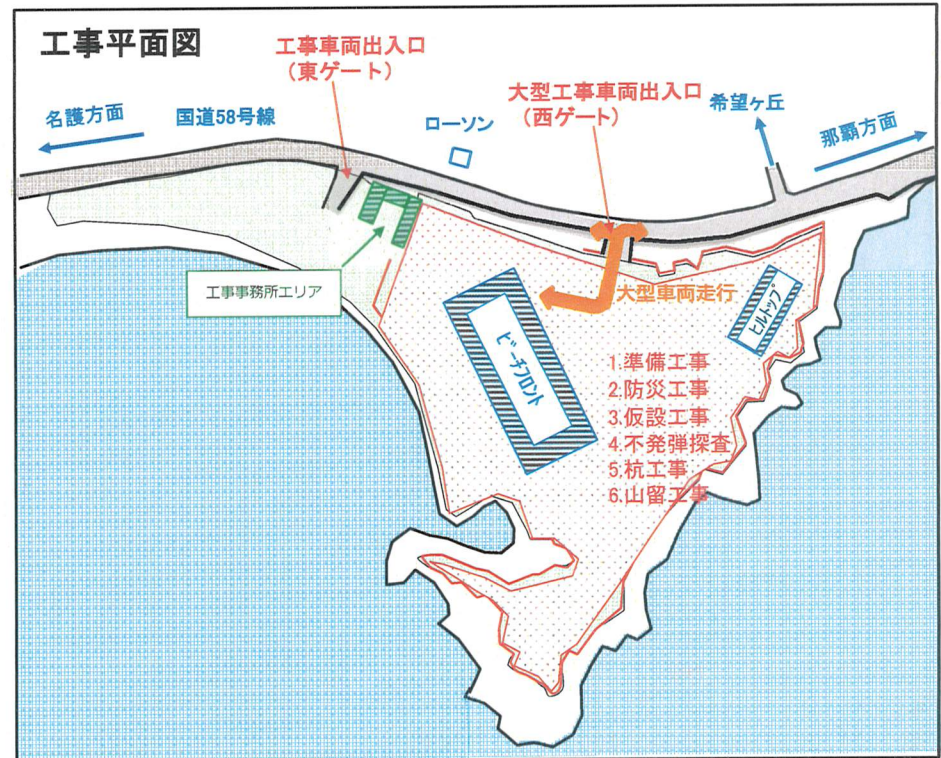 工事平面図
工事車両出入口
（東ゲート）
大型工事車両出入口
（西ゲート）
名護方面
国道58号線
ローソン
希望ヶ丘
那覇方面
工事事務所エリア
大型車両走行
ビーチフロント
ヒルトップ
1.準備工事
2.防災工事
3.仮設工事
4.不発弾探査
5.杭工事
6.山留工事